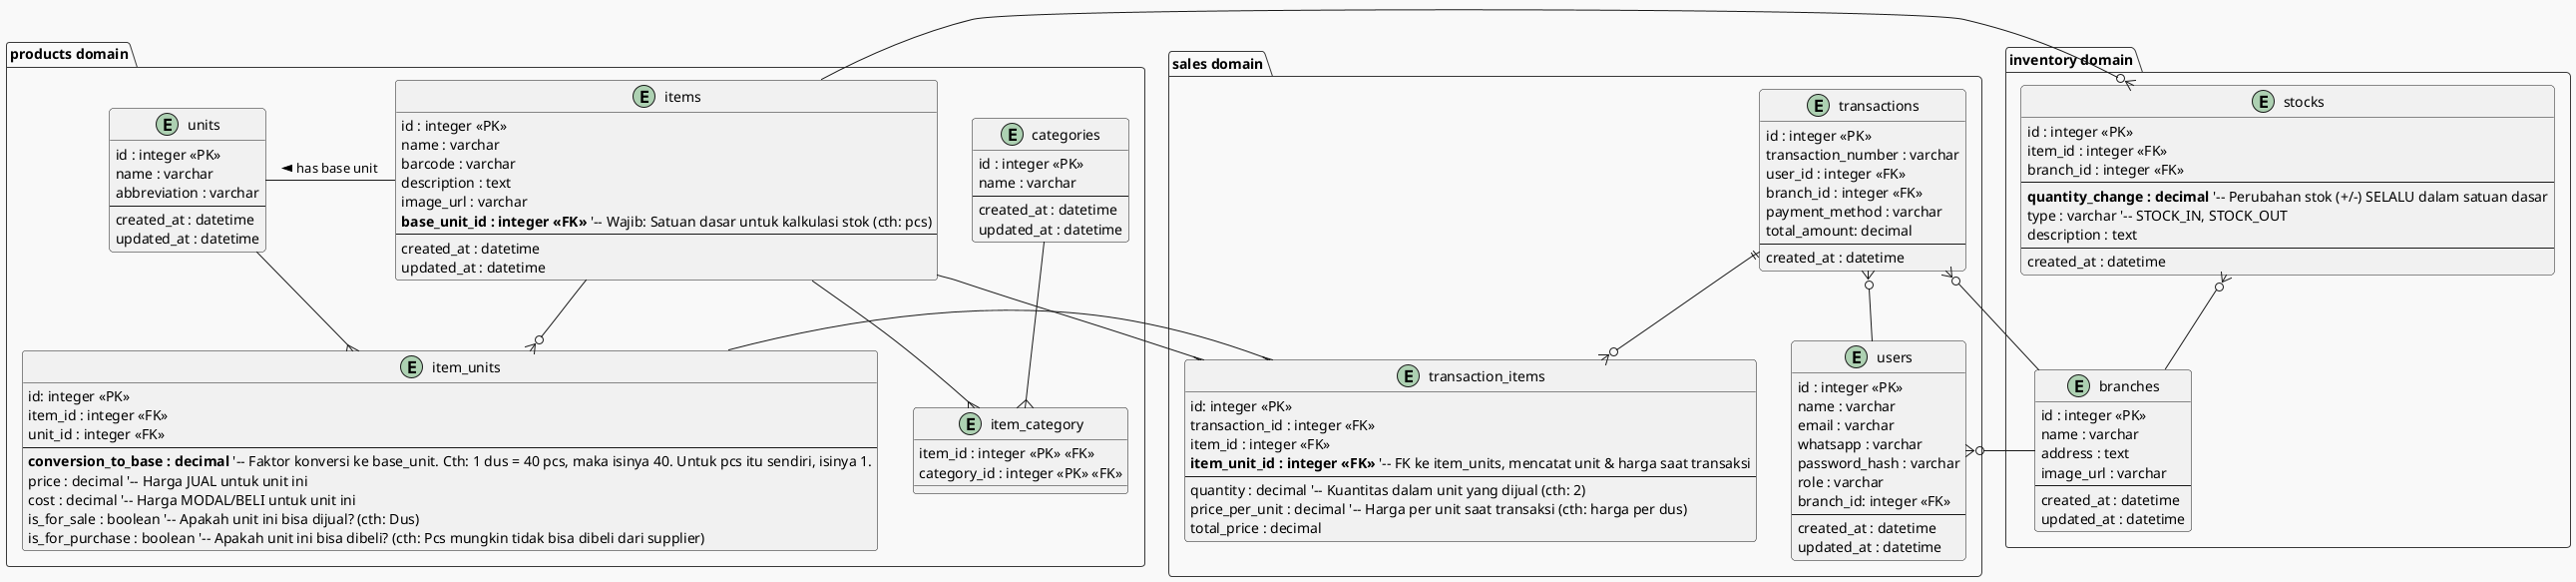 products domain
units
id : integer «PK»
name : varchar
abbreviation : varchar
created_at : datetime
updated_at : datetime
has base unit
items
id : integer «PK»
name : varchar
barcode : varchar
description : text
image_url : varchar
base_unit_id : integer «FK» '-- Wajib: Satuan dasar untuk kalkulasi stok (cth: pcs)
created_at : datetime
updated_at : datetime
categories
id : integer «PK»
name : varchar
created_at : datetime
updated_at : datetime
item_units
id: integer «PK»
item_id : integer «FK»
unit_id : integer «FK»
conversion_to_base : decimal '-- Faktor konversi ke base_unit. Cth: 1 dus = 40 pcs, maka isinya 40. Untuk pcs itu sendiri, isinya 1.
price : decimal '-- Harga JUAL untuk unit ini
cost : decimal '-- Harga MODAL/BELI untuk unit ini
is_for_sale : boolean '-- Apakah unit ini bisa dijual? (cth: Dus)
is_for_purchase : boolean '-- Apakah unit ini bisa dibeli? (cth: Pcs mungkin tidak bisa dibeli dari supplier)
item_category
item_id : integer «PK» «FK»
category_id : integer «PK» «FK»
sales domain
transactions
id : integer «PK»
transaction_number : varchar
user_id : integer «FK»
branch_id : integer «FK»
payment_method : varchar
total_amount: decimal
created_at : datetime
transaction_items
id: integer «PK»
transaction_id : integer «FK»
item_id : integer «FK»
item_unit_id : integer «FK» '-- FK ke item_units, mencatat unit & harga saat transaksi
quantity : decimal '-- Kuantitas dalam unit yang dijual (cth: 2)
price_per_unit : decimal '-- Harga per unit saat transaksi (cth: harga per dus)
total_price : decimal
users
id : integer «PK»
name : varchar
email : varchar
whatsapp : varchar
password_hash : varchar
role : varchar
branch_id: integer «FK»
created_at : datetime
updated_at : datetime
inventory domain
stocks
id : integer «PK»
item_id : integer «FK»
branch_id : integer «FK»
quantity_change : decimal '-- Perubahan stok (+/-) SELALU dalam satuan dasar
type : varchar '-- STOCK_IN, STOCK_OUT
description : text
created_at : datetime
branches
id : integer «PK»
name : varchar
address : text
image_url : varchar
created_at : datetime
updated_at : datetime